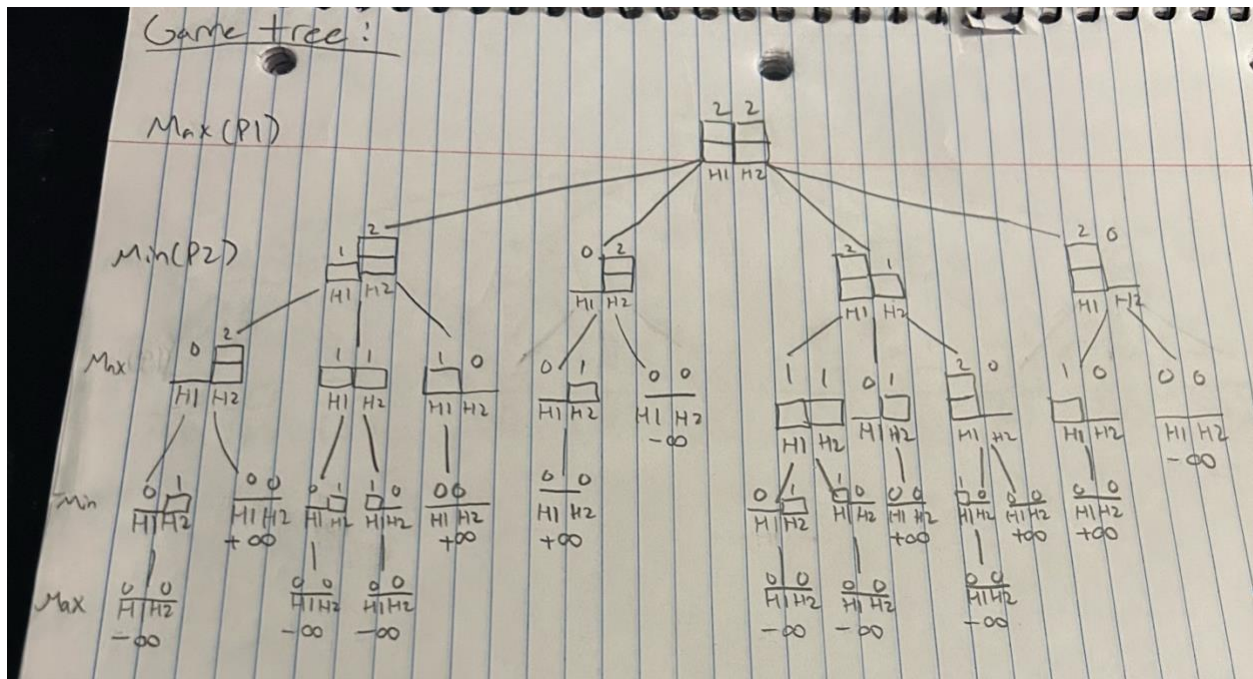 Game tree:
Max(P1)
2 2
H1 H2
Min(P2)
1 2
H1 H2
0 2
H1 H2
2 1
H1 H2
2 0
H1 H2
Max
0 2
H1 H2
1 1
H1 H2
1 0
H1 H2
0 1
H1 H2
0 0
H1 H2
-∞
1 1
H1 H2
0 1
H1 H2
2 0
H1 H2
1 0
H1 H2
0 0
H1 H2
-∞
Min
0 1
H1 H2
0 0
H1 H2
+∞
0 1
H1 H2
1 0
H1 H2
0 0
H1 H2
+∞
0 0
H1 H2
+∞
0 1
H1 H2
1 0
H1 H2
0 0
H1 H2
+∞
1 0
H1 H2
0 0
H1 H2
+∞
0 0
H1 H2
+∞
Max
0 0
H1 H2
-∞
0 0
H1 H2
-∞
0 0
H1 H2
-∞
0 0
H1 H2
-∞
0 0
H1 H2
-∞
0 0
H1 H2
-∞